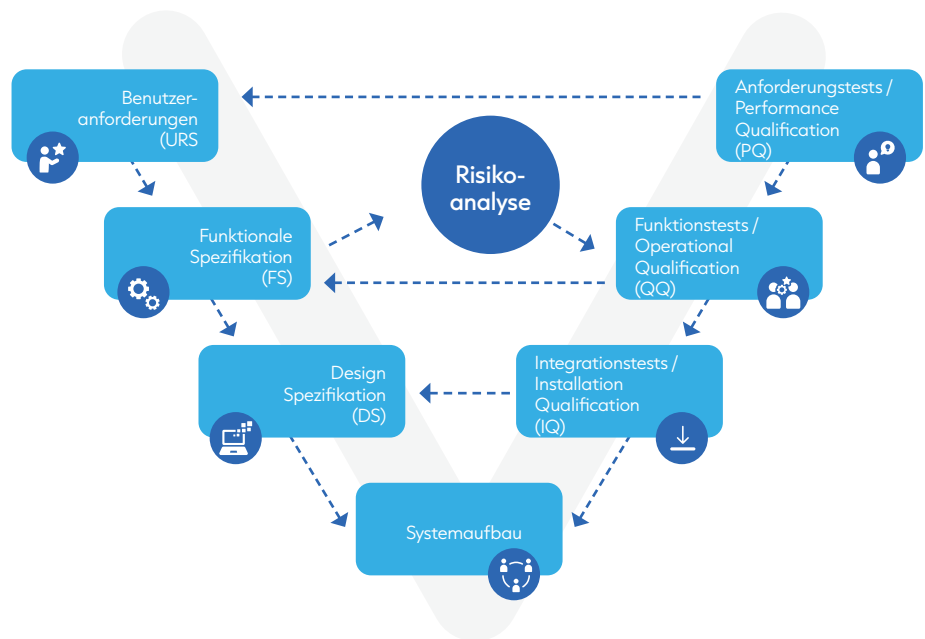 Benutzer-
anforderungen
(URS
Anforderungstests /
Performance
Qualification
(PQ)
Risiko-
analyse
Funktionale
Spezifikation
(FS)
Funktionstests /
Operational
Qualification
(QQ)
Design
Spezifikation
(DS)
Integrationstests /
Installation
Qualification
(IQ)
Systemaufbau